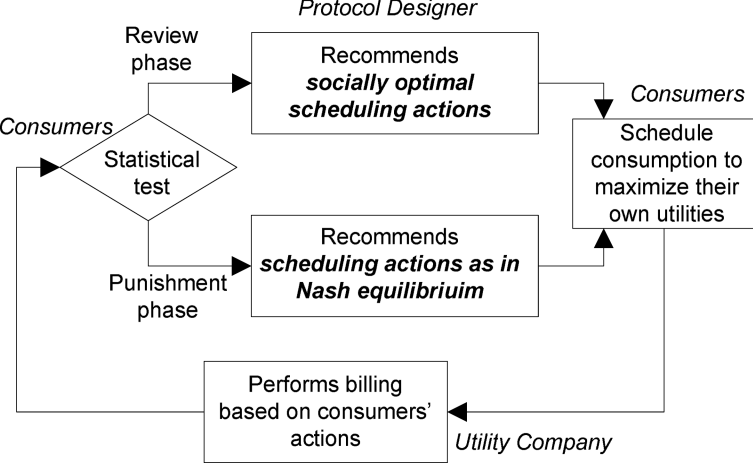 Protocol Designer
Review
phase
Recommends
socially optimal
scheduling actions
Consumers
Consumers
Statistical
test
Schedule
consumption to
maximize their
own utilities
Punishment
phase
Recommends
scheduling actions as in
Nash equilibriuim
Performs billing
based on consumers’
actions
Utility Company